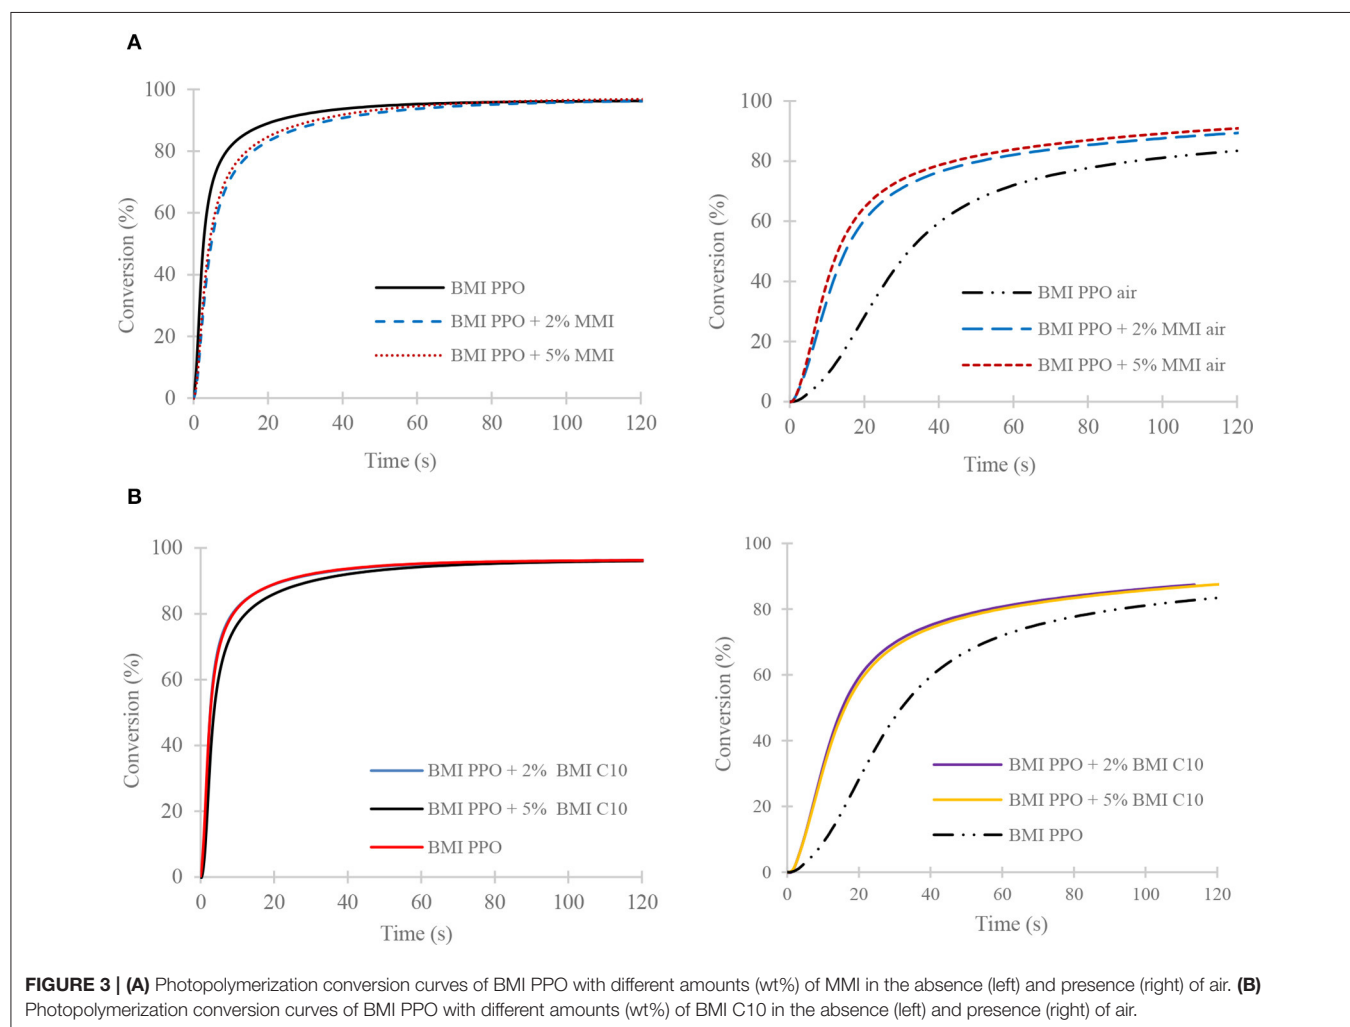 A
100
80
60
40
20
0
Conversion (%)
BMI PPO
BMI PPO + 2% MMI
BMI PPO + 5% MMI
0 20 40 60 80 100 120
Time (s)
100
80
60
40
20
0
Conversion (%)
BMI PPO air
BMI PPO + 2% MMI air
BMI PPO + 5% MMI air
0 20 40 60 80 100 120
Time (s)
B
100
80
60
40
20
0
Conversion (%)
BMI PPO + 2% BMI C10
BMI PPO + 5% BMI C10
BMI PPO
0 20 40 60 80 100 120
Time (s)
100
80
60
40
20
0
Conversion (%)
BMI PPO + 2% BMI C10
BMI PPO + 5% BMI C10
BMI PPO
0 20 40 60 80 100 120
Time (s)
FIGURE 3 | (A) Photopolymerization conversion curves of BMI PPO with different amounts (wt%) of MMI in the absence (left) and presence (right) of air. (B)
Photopolymerization conversion curves of BMI PPO with different amounts (wt%) of BMI C10 in the absence (left) and presence (right) of air.